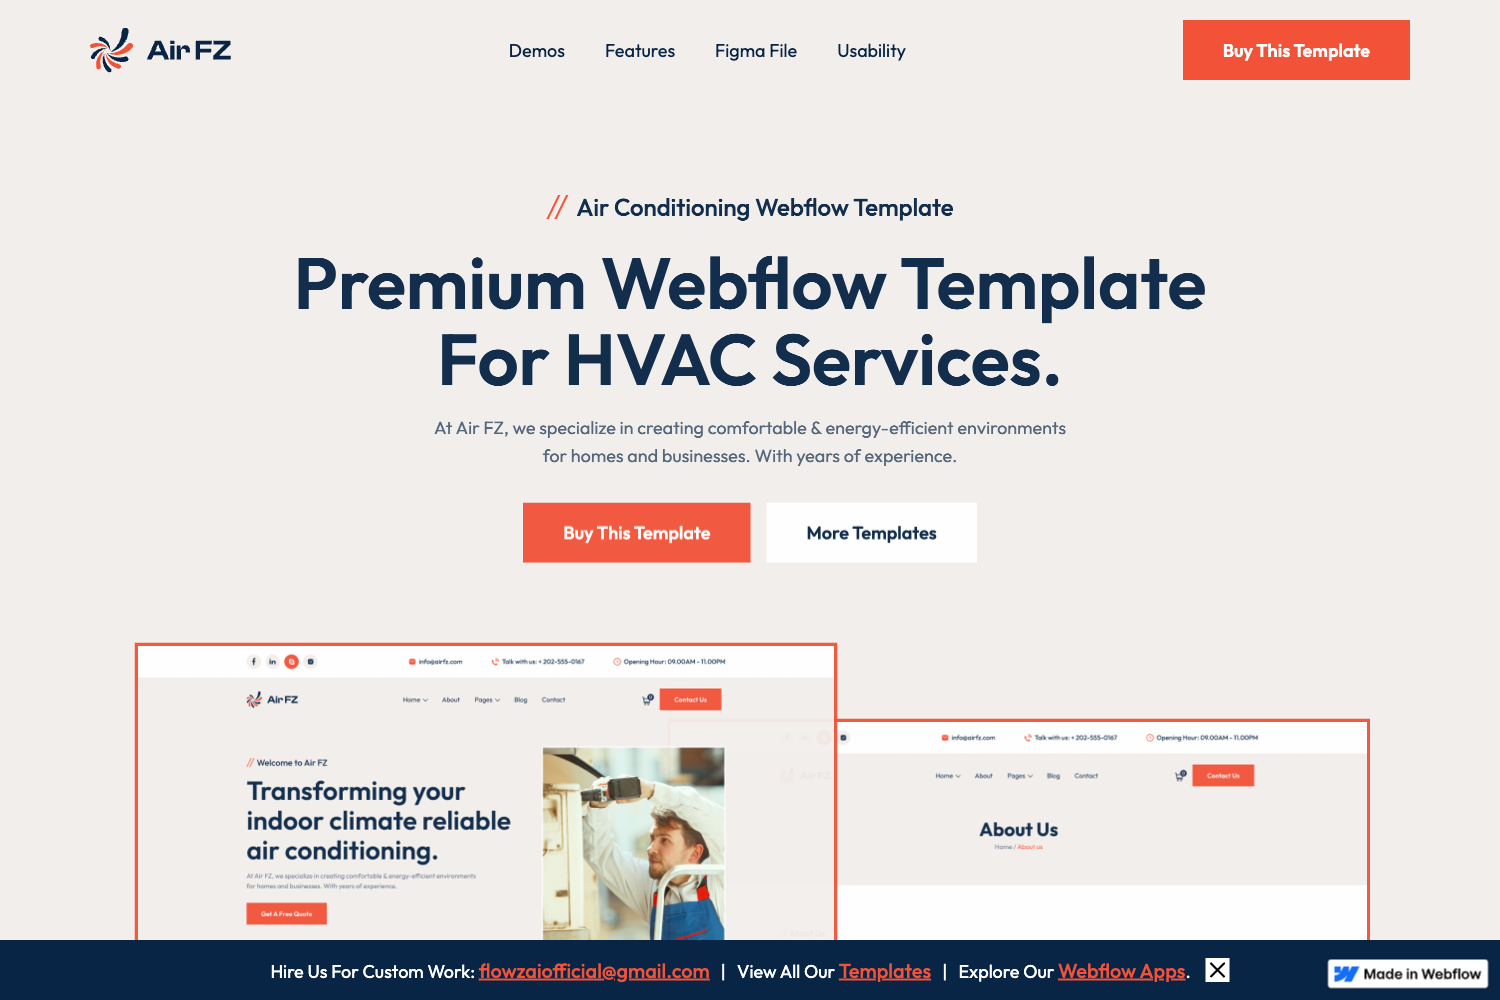 Air FZ
Demos
Features
Figma File
Usability
Buy This Template
// Air Conditioning Webflow Template
Premium Webflow Template
For HVAC Services.
At Air FZ, we specialize in creating comfortable & energy-efficient environments
for homes and businesses. With years of experience.
Buy This Template
More Templates
info@airfz.com
Talk with us: + 202-555-0167
Opening Hour: 09.00AM - 11.00PM
Air FZ
Home
About
Pages
Blog
Contact
0
Contact Us
// Welcome to Air FZ
Transforming your
indoor climate reliable
air conditioning.
At Air FZ, we specialize in creating comfortable & energy-efficient environments
for homes and businesses. With years of experience.
Get A Free Quote
info@airfz.com
Talk with us: + 202-555-0167
Opening Hour: 09.00AM - 11.00PM
Air FZ
Home
About
Pages
Blog
Contact
0
Contact Us
About Us
Home / About us
// About Us
Hire Us For Custom Work: flowzaiofficial@gmail.com | View All Our Templates | Explore Our Webflow Apps.
Made in Webflow